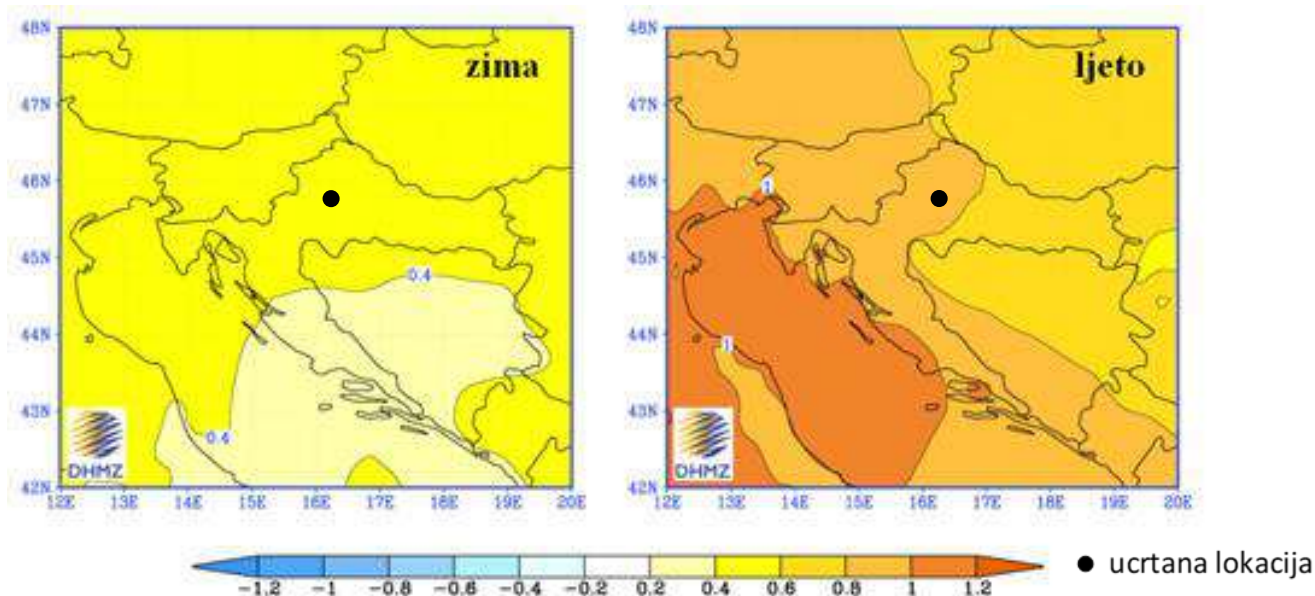 zima
48N
47N
46N
45N
44N
43N
42N
0.4
0.4
DHMZ
12E 13E 14E 15E 16E 17E 18E 19E 20E
ljeto
48N
47N
46N
45N
44N
43N
42N
1
1
DHMZ
12E 13E 14E 15E 16E 17E 18E 19E 20E
-1.2 -1 -0.8 -0.6 -0.4 -0.2 0.2 0.4 0.6 0.8 1 1.2
● ucrtana lokacija